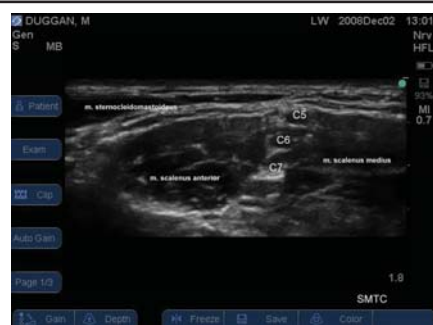 DUGGAN, M LW 2008Dec02 13:01
Gen Nrv
S MB HFL
m. sternocleidomastoideus
C5
Patient
93%
MI
0.7
C6
Exam
C7
m. scalenus medius
m. scalenus anterior
Clip
Auto Gain
Page 1/3
1.8
SMTC
Gain Depth Freeze Save Color